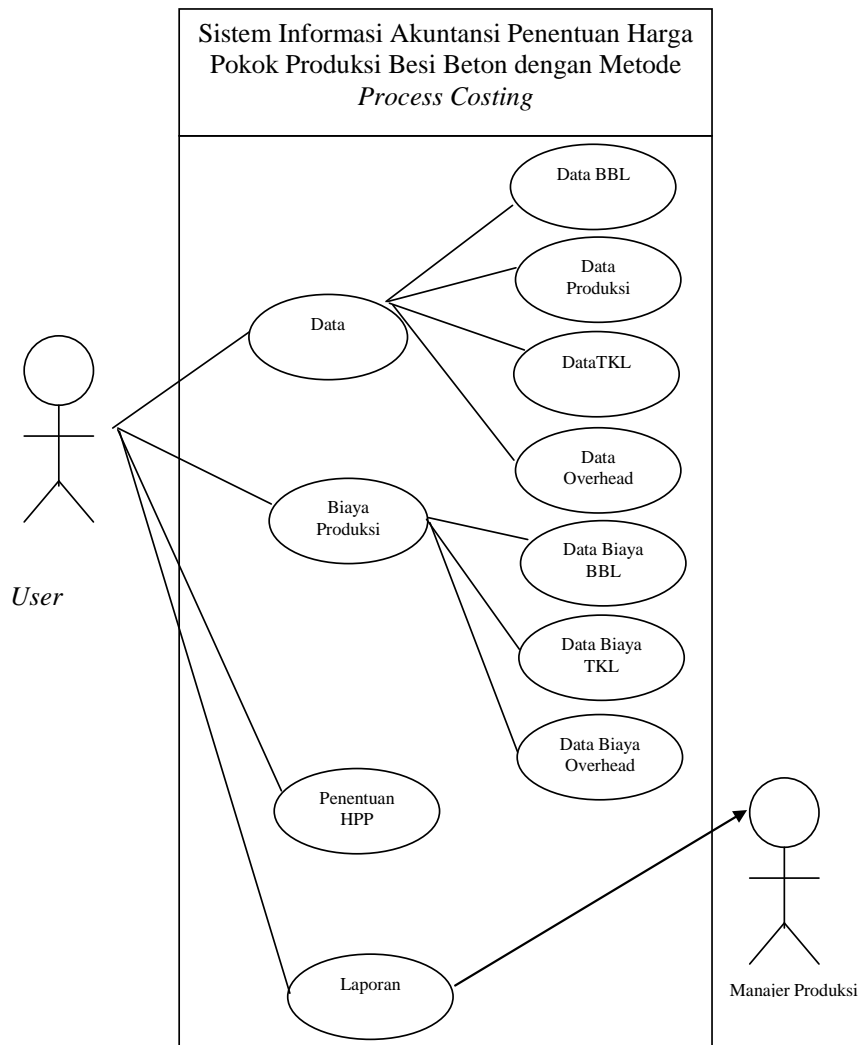 Sistem Informasi Akuntansi Penentuan Harga
Pokok Produksi Besi Beton dengan Metode
Process Costing
Data BBL
Data
Produksi
Data
DataTKL
Data
Overhead
Biaya
Produksi
Data Biaya
BBL
User
Data Biaya
TKL
Data Biaya
Overhead
Penentuan
HPP
Laporan
Manajer Produksi